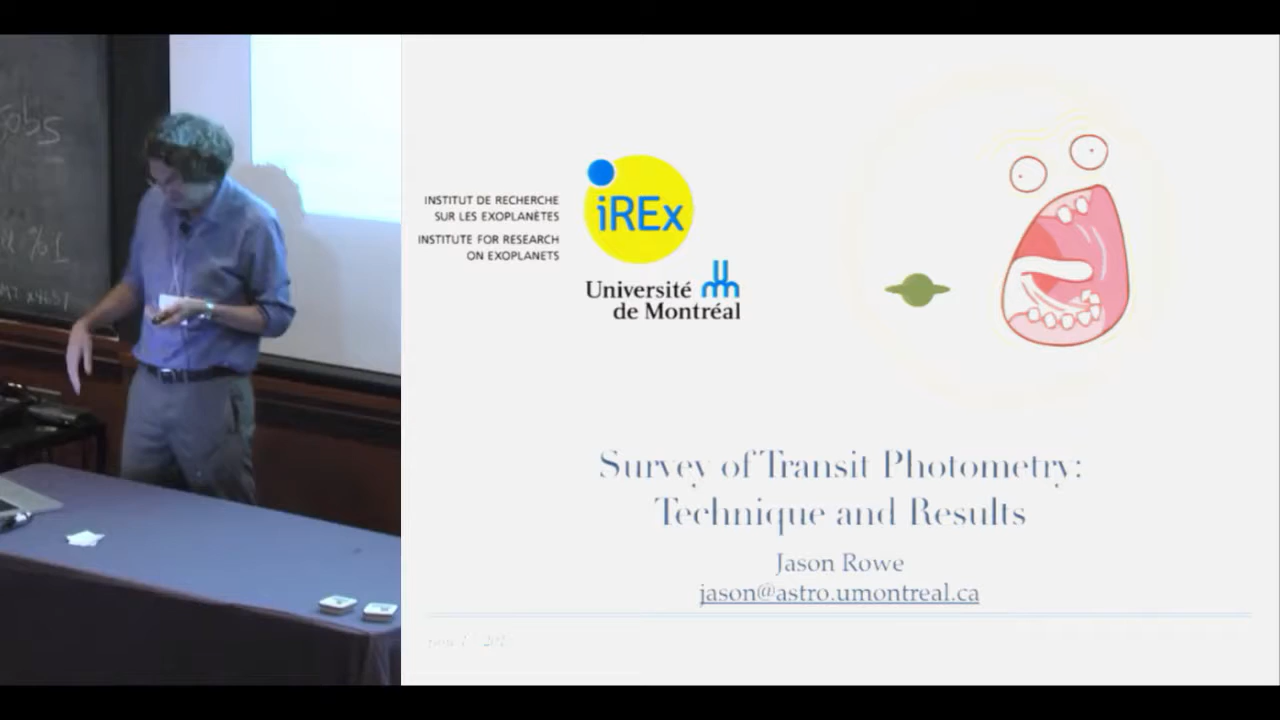 Jobs
INSTITUT DE RECHERCHE
SUR LES EXOPLANÈTES
INSTITUTE FOR RESEARCH
ON EXOPLANETS
iREx
Université
de Montréal
Survey of Transit Photometry:
Technique and Results
Jason Rowe
jason@astro.umontreal.ca